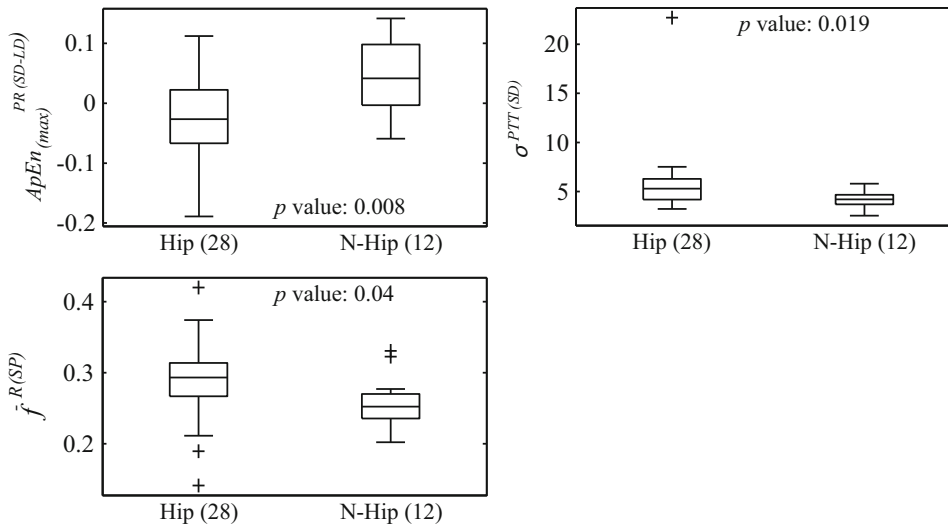 ApEn(max) PR (SD-LD)
0.1
0
-0.1
-0.2
p value: 0.008
Hip (28) N-Hip (12)
σ PTT (SD)
20
15
10
5
p value: 0.019
Hip (28) N-Hip (12)
f̄ R (SP)
0.4
0.3
0.2
p value: 0.04
Hip (28) N-Hip (12)